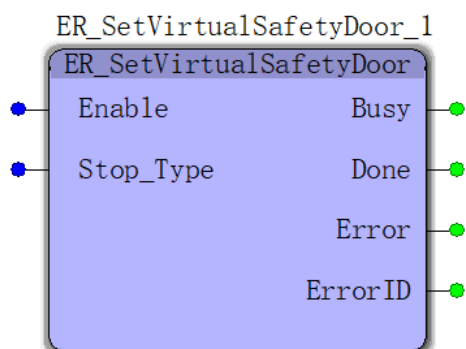 ER_SetVirtualSafetyDoor_1
ER_SetVirtualSafetyDoor
Enable Busy
Stop_Type Done
Error
ErrorID